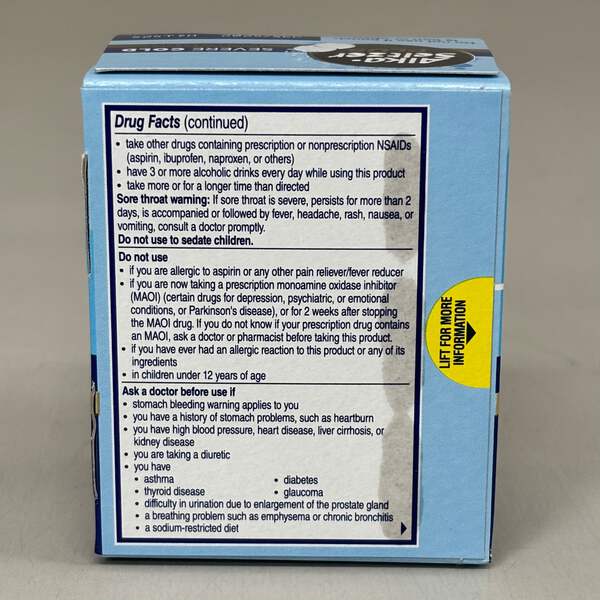 Alka-
Seltzer
SEVERE COLD
Drug Facts (continued)
• take other drugs containing prescription or nonprescription NSAIDs
(aspirin, ibuprofen, naproxen, or others)
• have 3 or more alcoholic drinks every day while using this product
• take more or for a longer time than directed
Sore throat warning: If sore throat is severe, persists for more than 2
days, is accompanied or followed by fever, headache, rash, nausea, or
vomiting, consult a doctor promptly.
Do not use to sedate children.
Do not use
• if you are allergic to aspirin or any other pain reliever/fever reducer
• if you are now taking a prescription monoamine oxidase inhibitor
(MAOI) (certain drugs for depression, psychiatric, or emotional
conditions, or Parkinson's disease), or for 2 weeks after stopping
the MAOI drug. If you do not know if your prescription drug contains
an MAOI, ask a doctor or pharmacist before taking this product.
• if you have ever had an allergic reaction to this product or any of its
ingredients
• in children under 12 years of age
Ask a doctor before use if
• stomach bleeding warning applies to you
• you have a history of stomach problems, such as heartburn
• you have high blood pressure, heart disease, liver cirrhosis, or
kidney disease
• you are taking a diuretic
• you have
• asthma • diabetes
• thyroid disease • glaucoma
• difficulty in urination due to enlargement of the prostate gland
• a breathing problem such as emphysema or chronic bronchitis
• a sodium-restricted diet
LIFT FOR MORE
INFORMATION